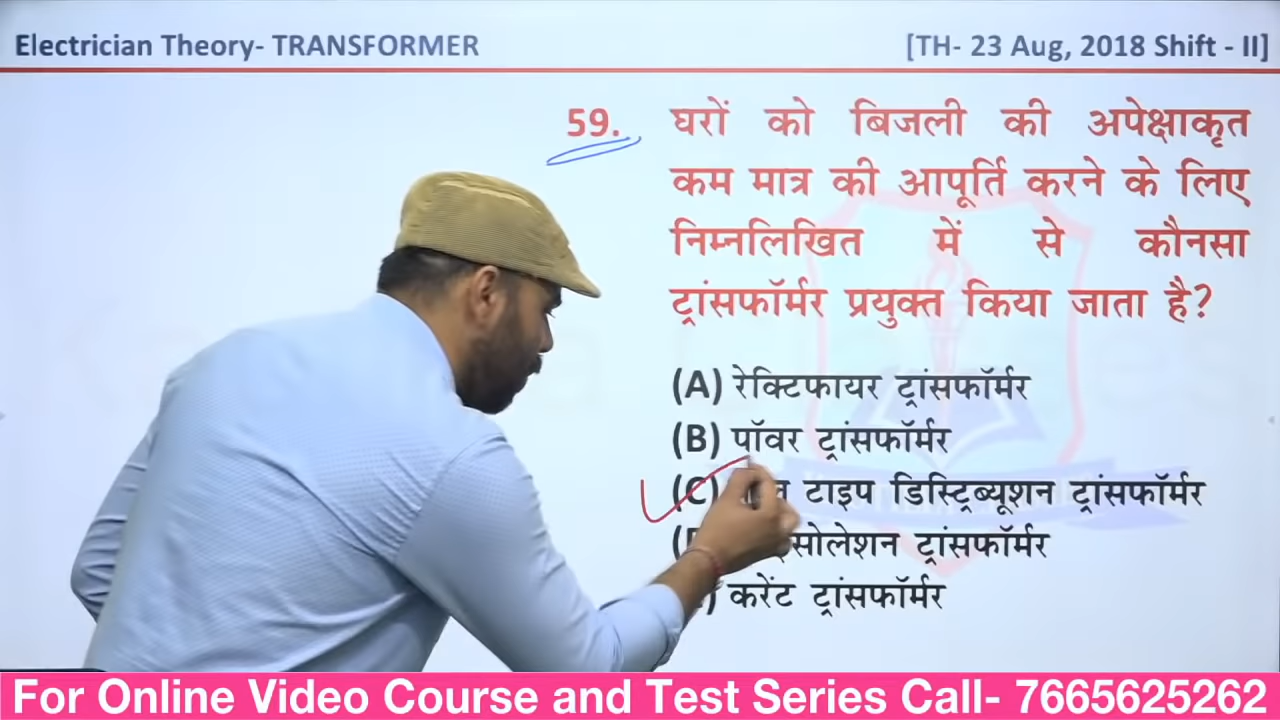 Electrician Theory- TRANSFORMER
[TH- 23 Aug, 2018 Shift - II]
59. घरों को बिजली की अपेक्षाकृत
कम मात्र की आपूर्ति करने के लिए
निम्नलिखित में से कौनसा
ट्रांसफॉर्मर प्रयुक्त किया जाता है?
(A) रेक्टिफायर ट्रांसफॉर्मर
(B) पॉवर ट्रांसफॉर्मर
(C) टाइप डिस्ट्रिब्यूशन ट्रांसफॉर्मर
ट्रांसफॉर्मर
करेंट ट्रांसफॉर्मर
For Online Video Course and Test Series Call- 7665625262